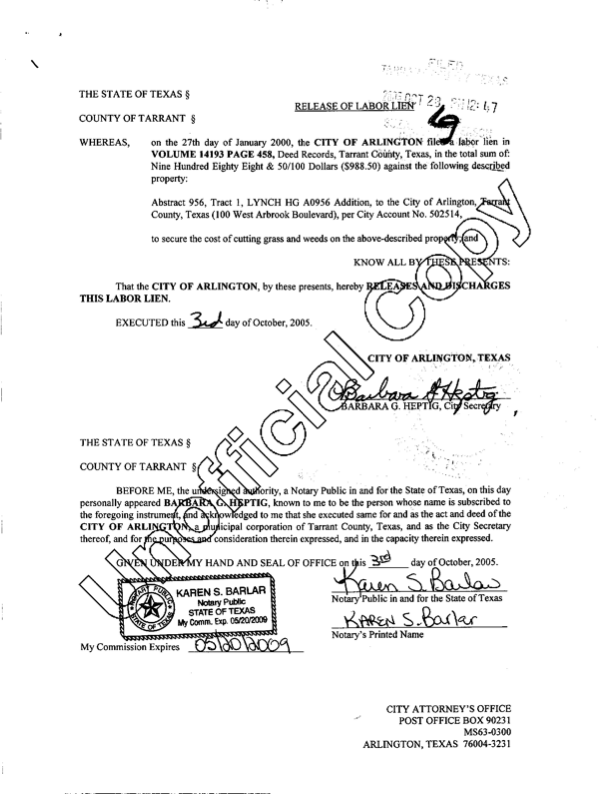 FILED
TARRANT COUNTY TEXAS
THE STATE OF TEXAS §
RELEASE OF LABOR LIEN
OCT 28 12:47
COUNTY OF TARRANT §
WHEREAS, on the 27th day of January 2000, the CITY OF ARLINGTON filed a labor lien in
VOLUME 14193 PAGE 458, Deed Records, Tarrant County, Texas, in the total sum of:
Nine Hundred Eighty Eight & 50/100 Dollars ($988.50) against the following described
property:
Abstract 956, Tract 1, LYNCH HG A0956 Addition, to the City of Arlington, Tarrant
County, Texas (100 West Arbrook Boulevard), per City Account No. 502514,
to secure the cost of cutting grass and weeds on the above-described property; and
KNOW ALL BY THESE PRESENTS:
That the CITY OF ARLINGTON, by these presents, hereby RELEASES AND DISCHARGES
THIS LABOR LIEN.
EXECUTED this 3rd day of October, 2005.
CITY OF ARLINGTON, TEXAS
Barbara G. Heptig
BARBARA G. HEPTIG, City Secretary
THE STATE OF TEXAS §
COUNTY OF TARRANT §
BEFORE ME, the undersigned authority, a Notary Public in and for the State of Texas, on this day
personally appeared BARBARA G. HEPTIG, known to me to be the person whose name is subscribed to
the foregoing instrument, and acknowledged to me that she executed same for and as the act and deed of the
CITY OF ARLINGTON, a municipal corporation of Tarrant County, Texas, and as the City Secretary
thereof, and for the purposes and consideration therein expressed, and in the capacity therein expressed.
GIVEN UNDER MY HAND AND SEAL OF OFFICE on this 3rd day of October, 2005.
Karen S. Barlar
Notary Public in and for the State of Texas
NOTARY PUBLIC
STATE OF TEXAS
KAREN S. BARLAR
Notary Public
STATE OF TEXAS
My Comm. Exp. 05/20/2009
KAREN S. Barlar
Notary's Printed Name
My Commission Expires 05/20/2009
CITY ATTORNEY'S OFFICE
POST OFFICE BOX 90231
MS63-0300
ARLINGTON, TEXAS 76004-3231
Unofficial Copy